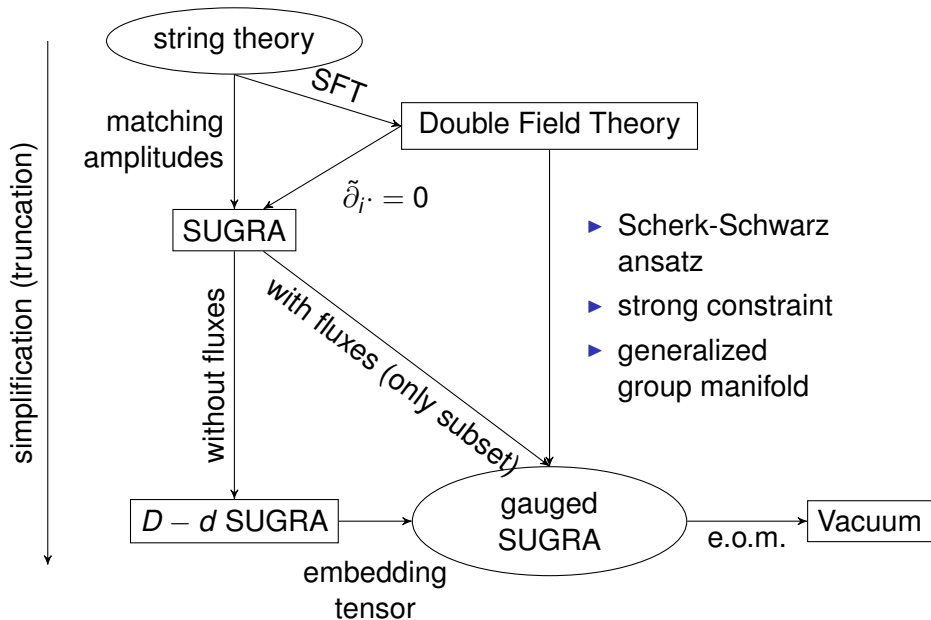 string theory
SFT
matching
amplitudes
Double Field Theory
∂̃ᵢ· = 0
SUGRA
simplification (truncation)
without fluxes
with fluxes (only subset)
► Scherk-Schwarz
ansatz
► strong constraint
► generalized
group manifold
D − d SUGRA
embedding
tensor
gauged
SUGRA
e.o.m.
Vacuum